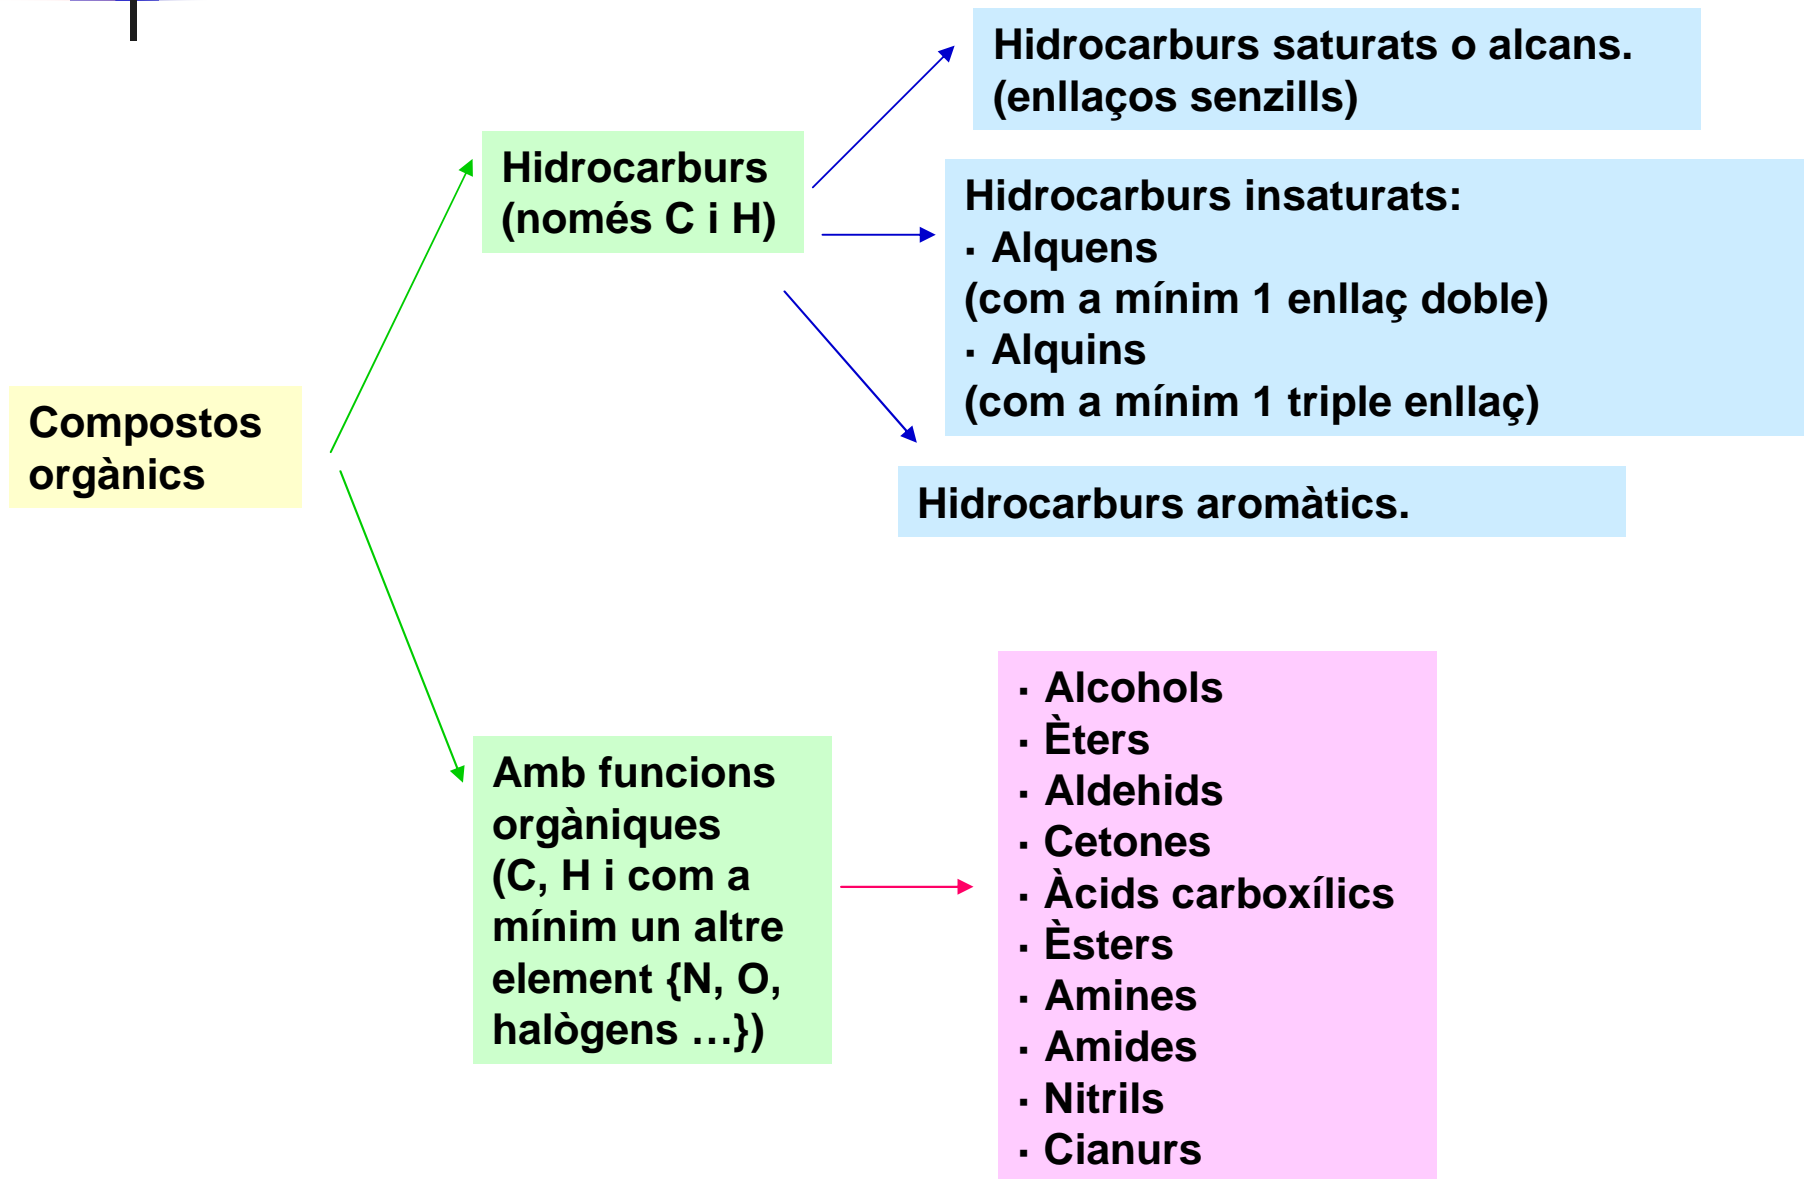 Hidrocarburs saturats o alcans.
(enllaços senzills)
Hidrocarburs
(només C i H)
Hidrocarburs insaturats:
▪ Alquens
(com a mínim 1 enllaç doble)
▪ Alquins
(com a mínim 1 triple enllaç)
Compostos
orgànics
Hidrocarburs aromàtics.
Amb funcions
orgàniques
(C, H i com a
mínim un altre
element {N, O,
halògens …})
▪ Alcohols
▪ Èters
▪ Aldehids
▪ Cetones
▪ Àcids carboxílics
▪ Èsters
▪ Amines
▪ Amides
▪ Nitrils
▪ Cianurs